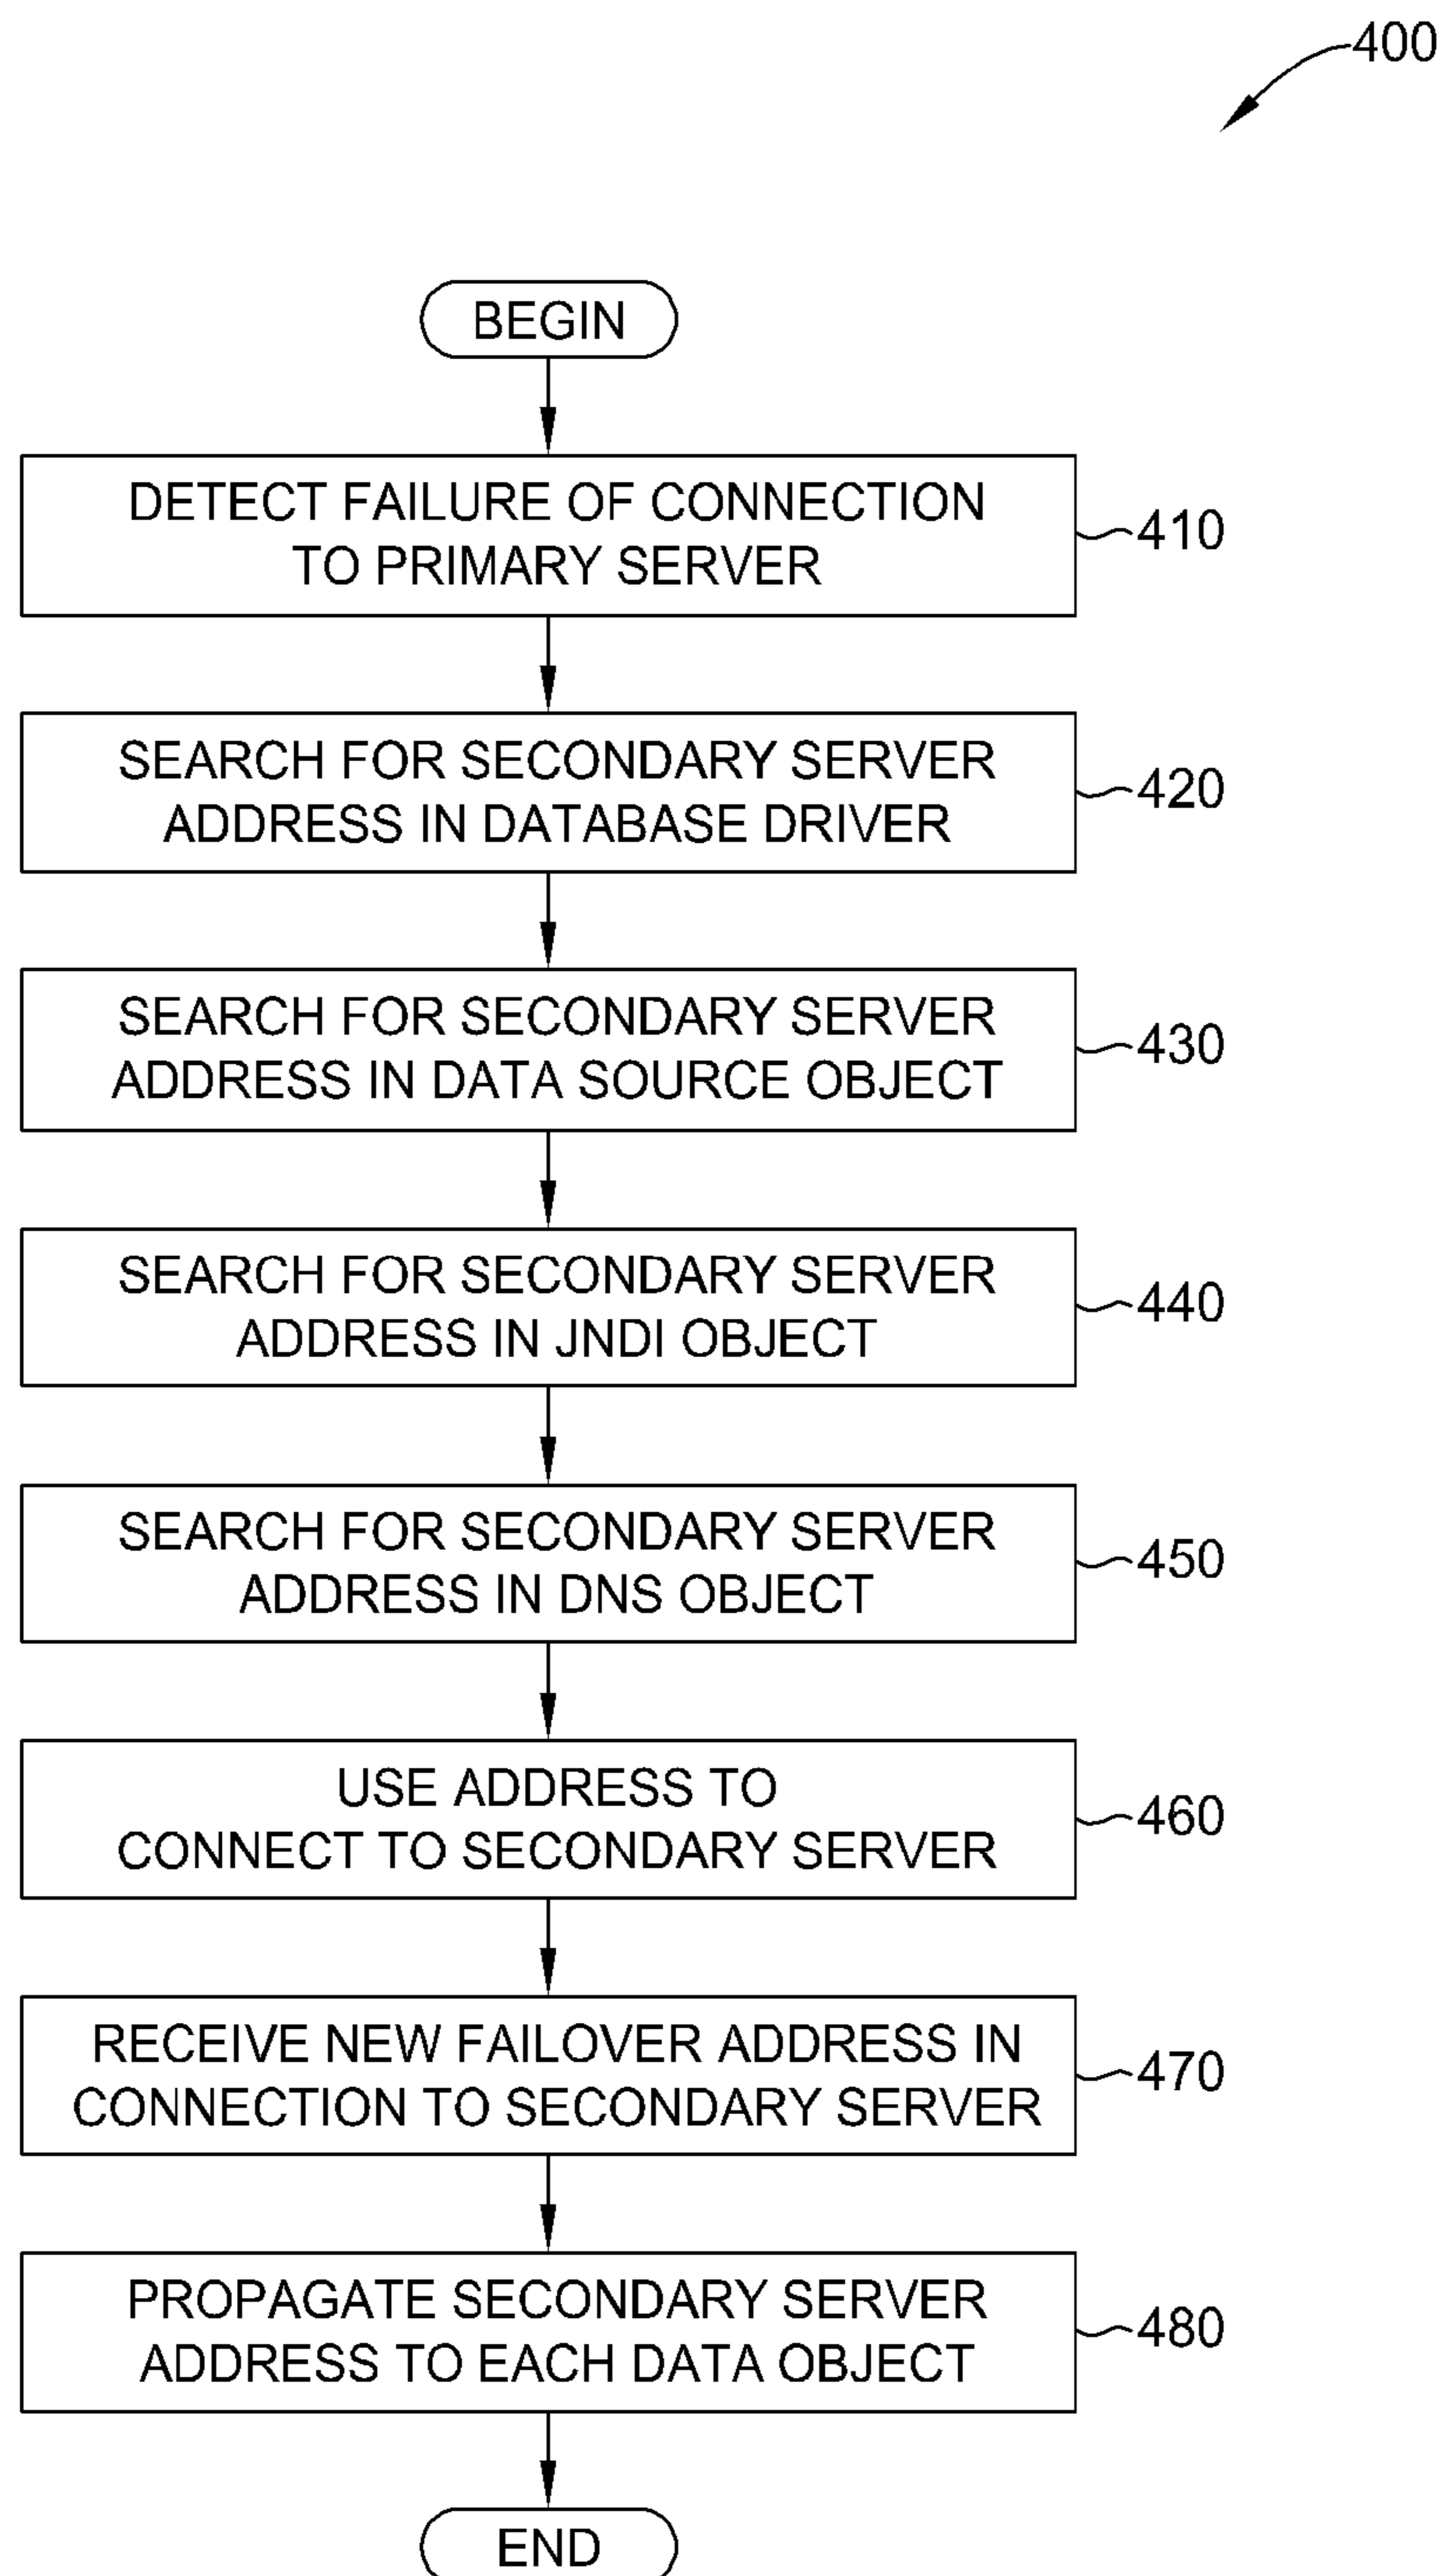 400
BEGIN
DETECT FAILURE OF CONNECTION
TO PRIMARY SERVER
410
SEARCH FOR SECONDARY SERVER
ADDRESS IN DATABASE DRIVER
420
SEARCH FOR SECONDARY SERVER
ADDRESS IN DATA SOURCE OBJECT
430
SEARCH FOR SECONDARY SERVER
ADDRESS IN JNDI OBJECT
440
SEARCH FOR SECONDARY SERVER
ADDRESS IN DNS OBJECT
450
USE ADDRESS TO
CONNECT TO SECONDARY SERVER
460
RECEIVE NEW FAILOVER ADDRESS IN
CONNECTION TO SECONDARY SERVER
470
PROPAGATE SECONDARY SERVER
ADDRESS TO EACH DATA OBJECT
480
END